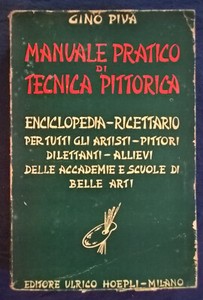 GINO PIVA
MANUALE PRATICO
DI
TECNICA PITTORICA
ENCICLOPEDIA-RICETTARIO
PER TUTTI GLI ARTISTI-PITTORI
DILETTANTI-ALLIEVI
DELLE ACCADEMIE E SCUOLE DI
BELLE ARTI
EDITORE ULRICO HOEPLI-MILANO